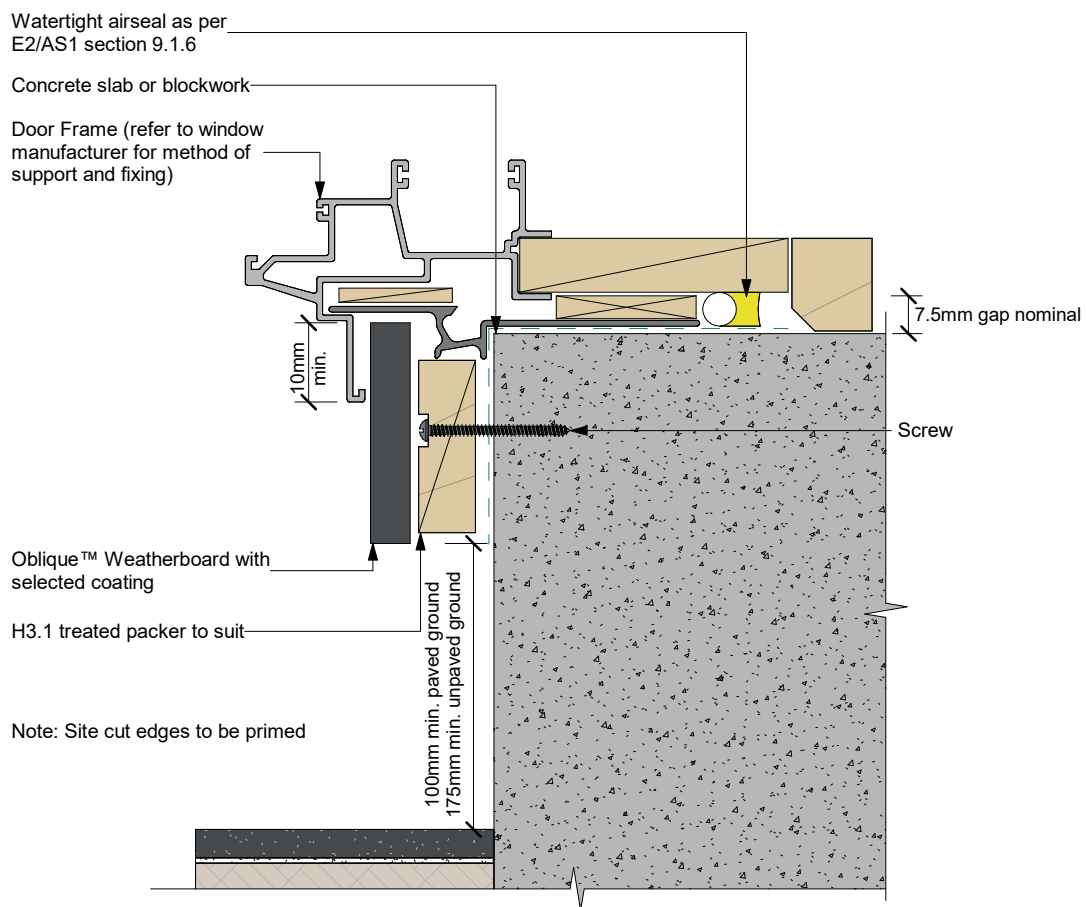 Watertight airseal as per
E2/AS1 section 9.1.6
Concrete slab or blockwork
Door Frame (refer to window
manufacturer for method of
support and fixing)
7.5mm gap nominal
10mm
min.
Screw
Oblique™ Weatherboard with
selected coating
H3.1 treated packer to suit
100mm min. paved ground
175mm min. unpaved ground
Note: Site cut edges to be primed